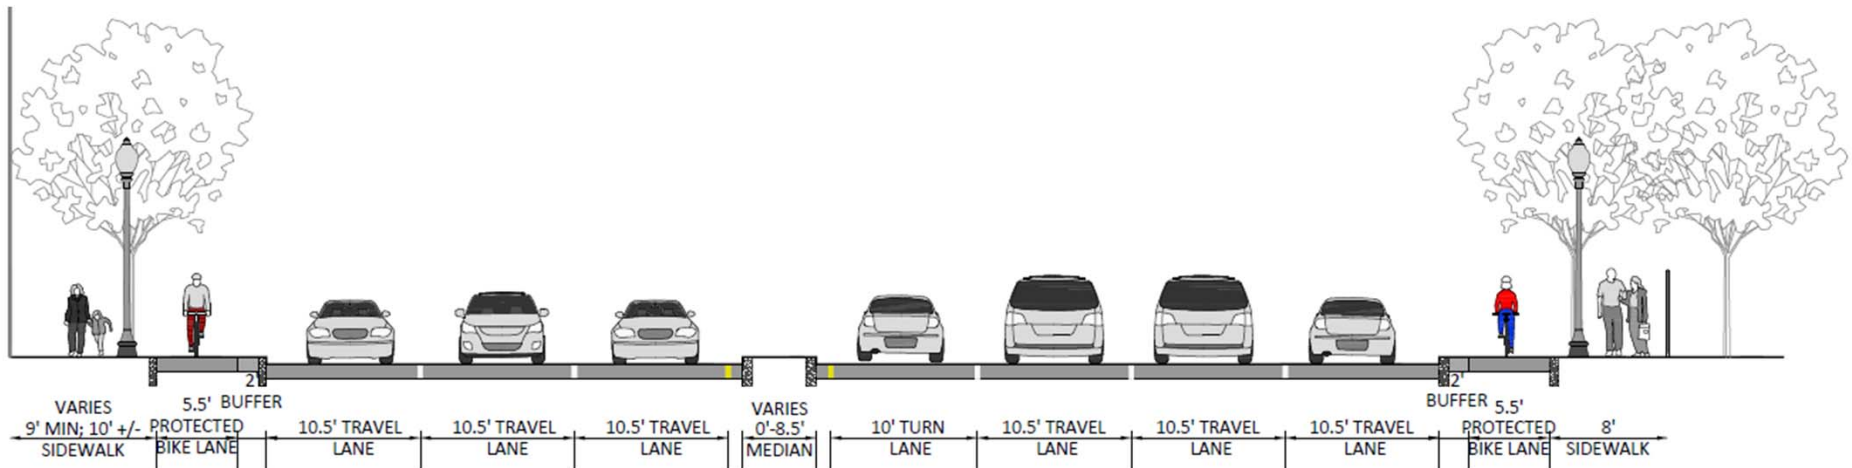 2'
2'
VARIES
5.5' BUFFER
VARIES
BUFFER 5.5'
9' MIN; 10' +/- PROTECTED
10.5' TRAVEL
10.5' TRAVEL
10.5' TRAVEL
0'-8.5'
10' TURN
10.5' TRAVEL
10.5' TRAVEL
10.5' TRAVEL
PROTECTED
8'
SIDEWALK
BIKE LANE
LANE
LANE
LANE
MEDIAN
LANE
LANE
LANE
LANE
BIKE LANE
SIDEWALK